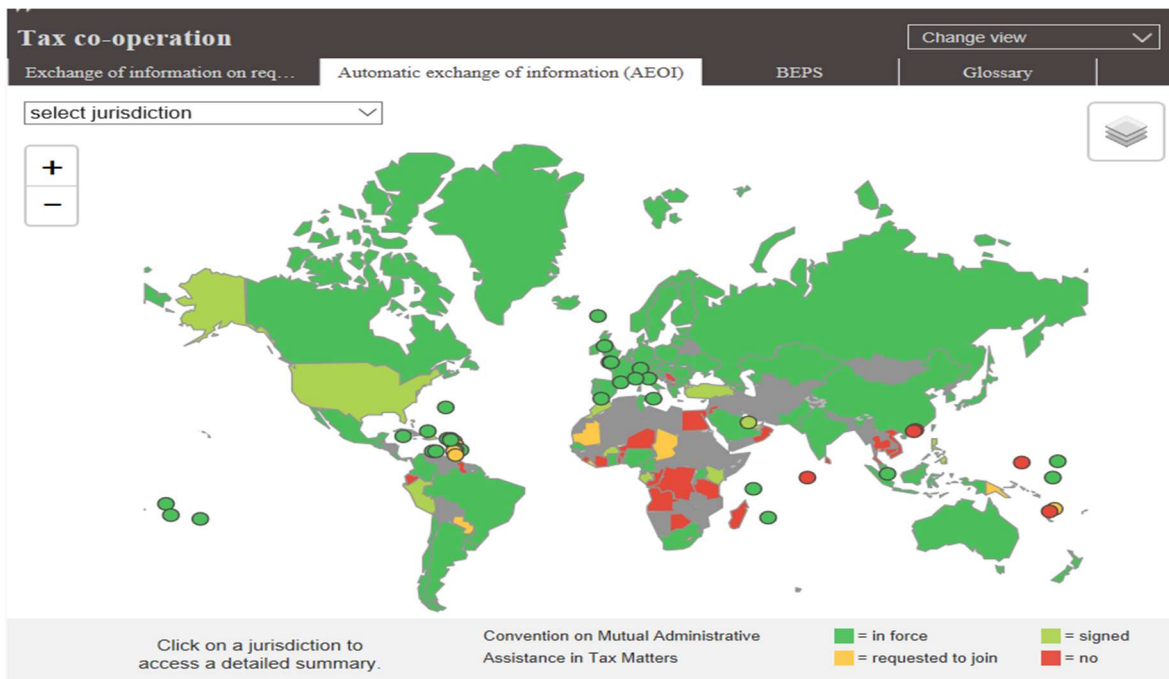 Tax co-operation
Change view
Exchange of information on req...
Automatic exchange of information (AEOI)
BEPS
Glossary
select jurisdiction
+
−
Click on a jurisdiction to
access a detailed summary.
Convention on Mutual Administrative
Assistance in Tax Matters
= in force
= signed
= requested to join
= no